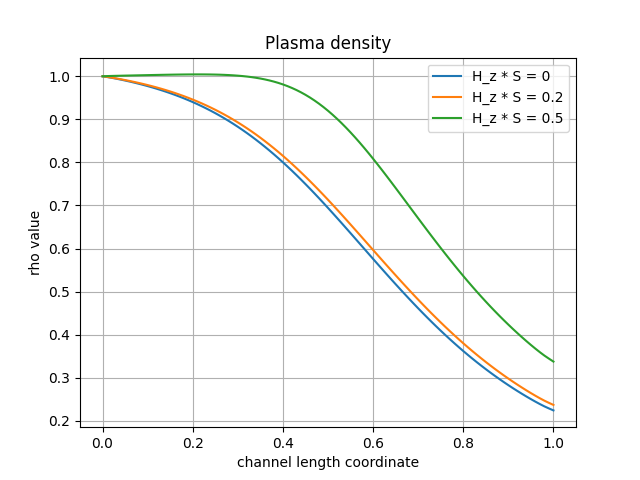 Plasma density
H_z * S = 0
H_z * S = 0.2
H_z * S = 0.5
rho value
1.0
0.9
0.8
0.7
0.6
0.5
0.4
0.3
0.2
0.0 0.2 0.4 0.6 0.8 1.0
channel length coordinate